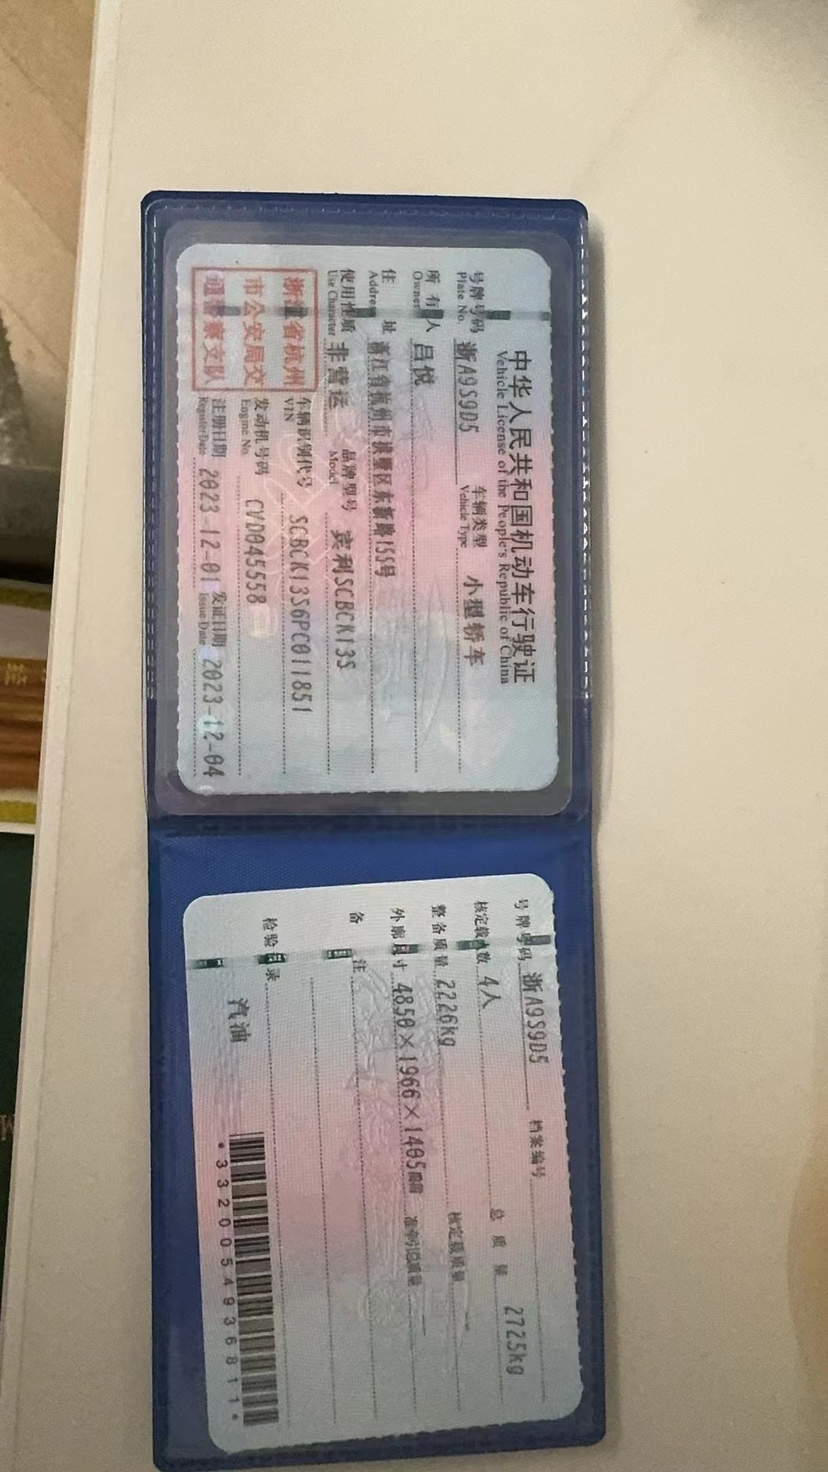 中华人民共和国机动车行驶证
Vehicle License of the People's Republic of China
号牌号码 浙A9S9D5 车辆类型 小型轿车
Plate No. Vehicle Type
所有人 吕悦
Owner
住址 浙江省杭州市拱墅区东新路155号
Address
使用性质 非营运 品牌型号 宾利SCBCK13S
Use Character Model
浙江省杭州
市公安局交
通警察支队
车辆识别代号 SCBCK13S6PC011851
VIN
发动机号码 CVD045558
Engine No.
注册日期 2023-12-01 发证日期 2023-12-04
Register Date Issue Date
号牌号码 浙A9S9D5 档案编号
核定载人数 4人 总质量 2725kg
整备质量 2226kg 核定载质量
外廓尺寸 4850×1966×1405mm 准牵引总质量
备注
检验记录
汽油
*3320054936811*